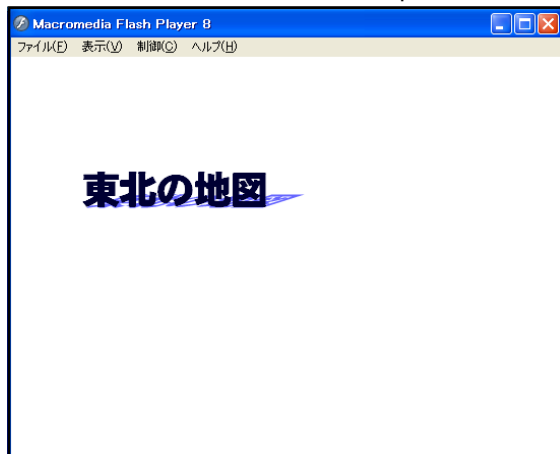 Macromedia Flash Player 8
ファイル(F) 表示(V) 制御(C) ヘルプ(H)
東北の地図